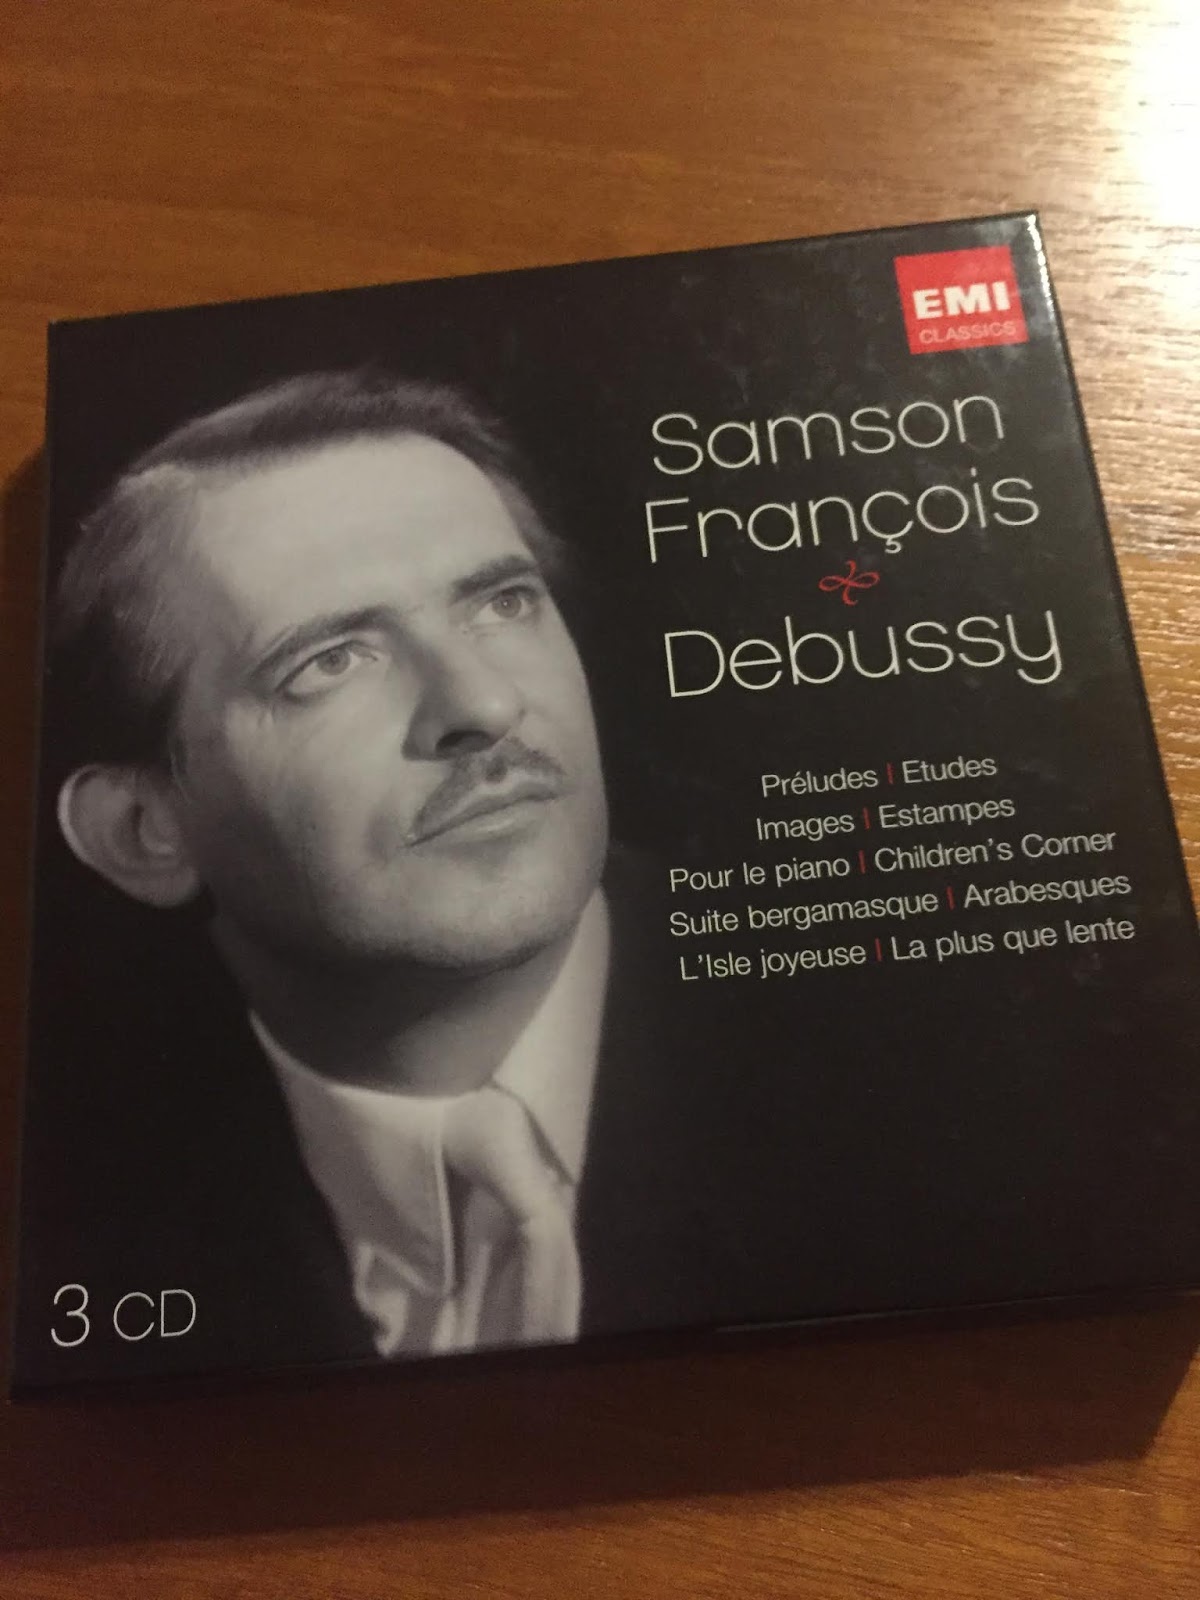 EMI
CLASSICS
Samson
François
Debussy
Préludes | Etudes
Images | Estampes
Pour le piano | Children's Corner
Suite bergamasque | Arabesques
L'Isle joyeuse | La plus que lente
3 CD